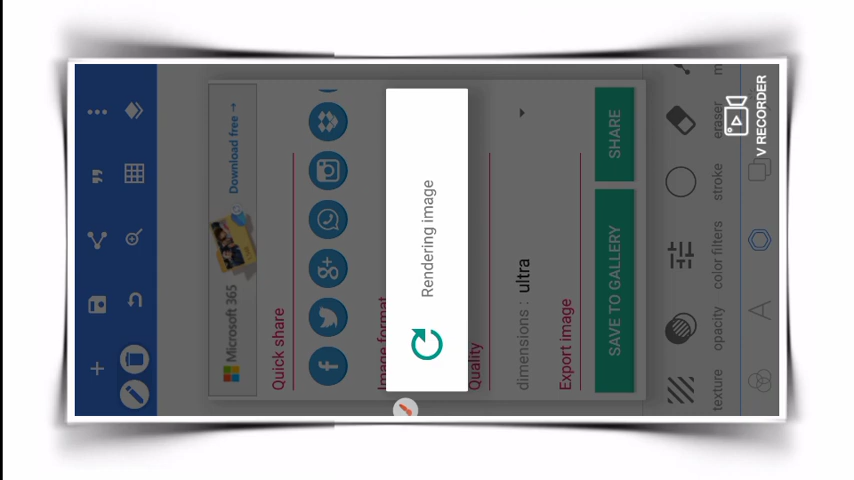 Microsoft 365 Download free →
Quick share
Image format
Quality
dimensions : ultra
Export image
SAVE TO GALLERY SHARE
Rendering image
texture opacity color filters stroke eraser
V RECORDER